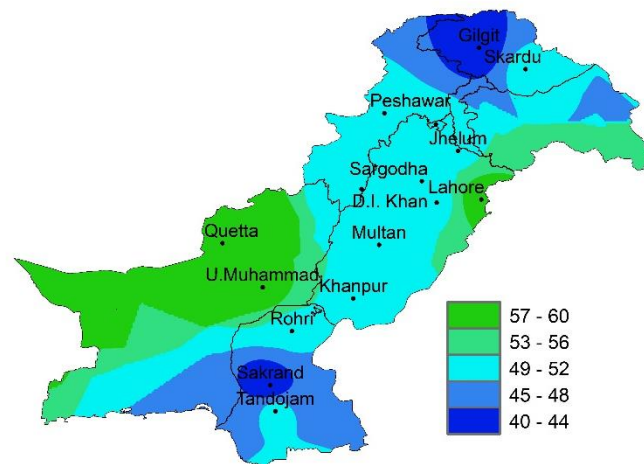 Gilgit
Skardu
Peshawar
Jhelum
Sargodha
Lahore
D.I. Khan
Quetta
Multan
U.Muhammad
Khanpur
Rohri
Sakrand
Tandojam
57 - 60
53 - 56
49 - 52
45 - 48
40 - 44